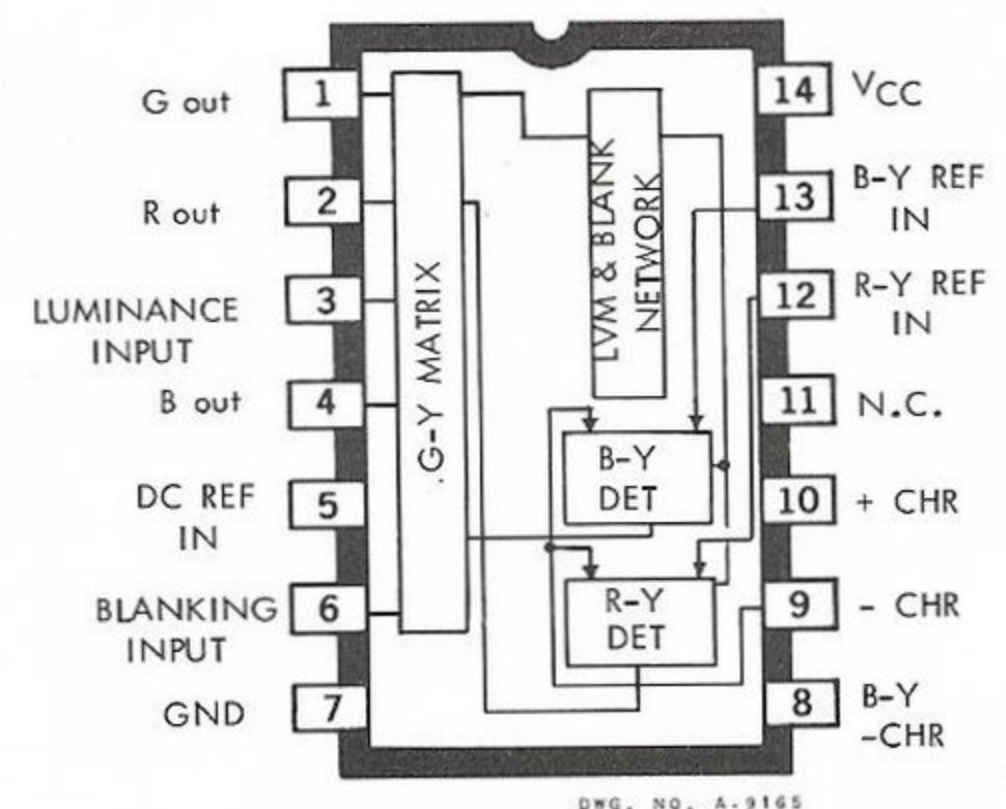 G out
1
R out
2
LUMINANCE
INPUT
3
B out
4
DC REF
IN
5
BLANKING
INPUT
6
GND
7
.G-Y MATRIX
LVM & BLANK
NETWORK
B-Y
DET
R-Y
DET
14
VCC
13
B-Y REF
IN
12
R-Y REF
IN
11
N.C.
10
+ CHR
9
- CHR
8
B-Y
-CHR
DWG. NO. A-9165